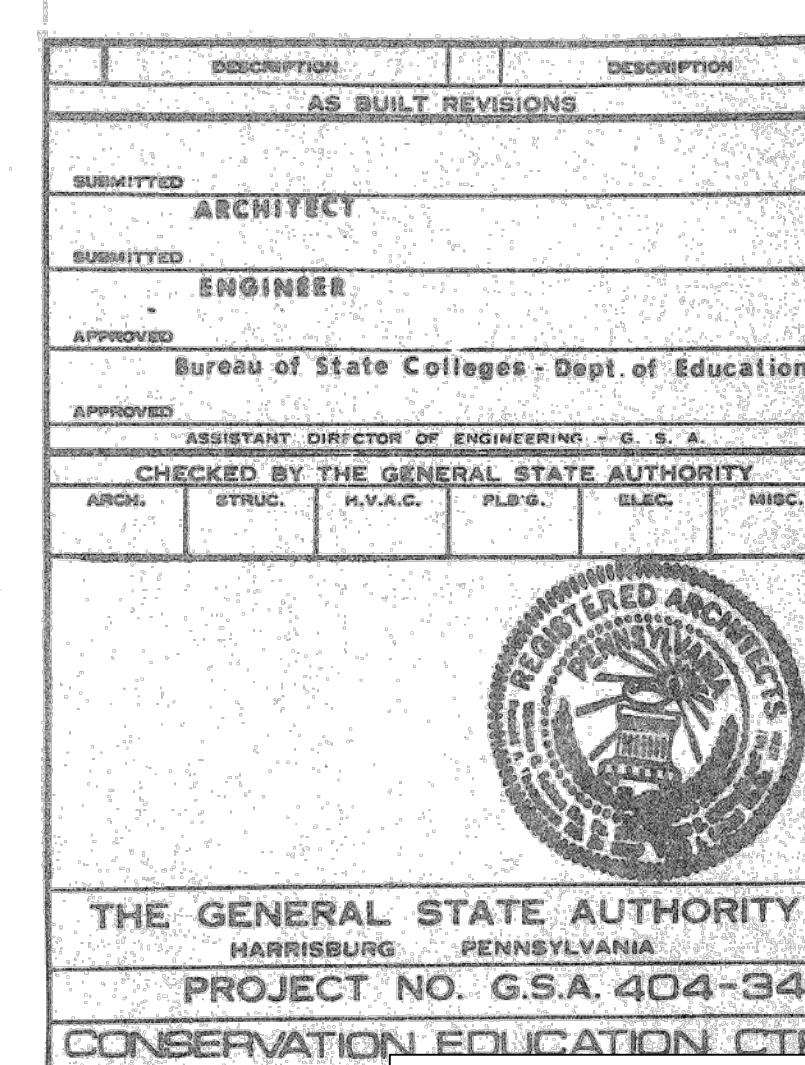 DESCRIPTION DESCRIPTION
AS BUILT REVISIONS
SUBMITTED
ARCHITECT
SUBMITTED
ENGINEER
APPROVED
Bureau of State Colleges - Dept. of Education
APPROVED
ASSISTANT DIRECTOR OF ENGINEERING - G. S. A.
CHECKED BY THE GENERAL STATE AUTHORITY
ARCH. STRUC. H.V.A.C. PLB'G. ELEC. MISC.
REGISTERED ARCHITECTS
PENNSYLVANIA
THE GENERAL STATE AUTHORITY
HARRISBURG PENNSYLVANIA
PROJECT NO. G.S.A. 404-34
CONSERVATION EDUCATION